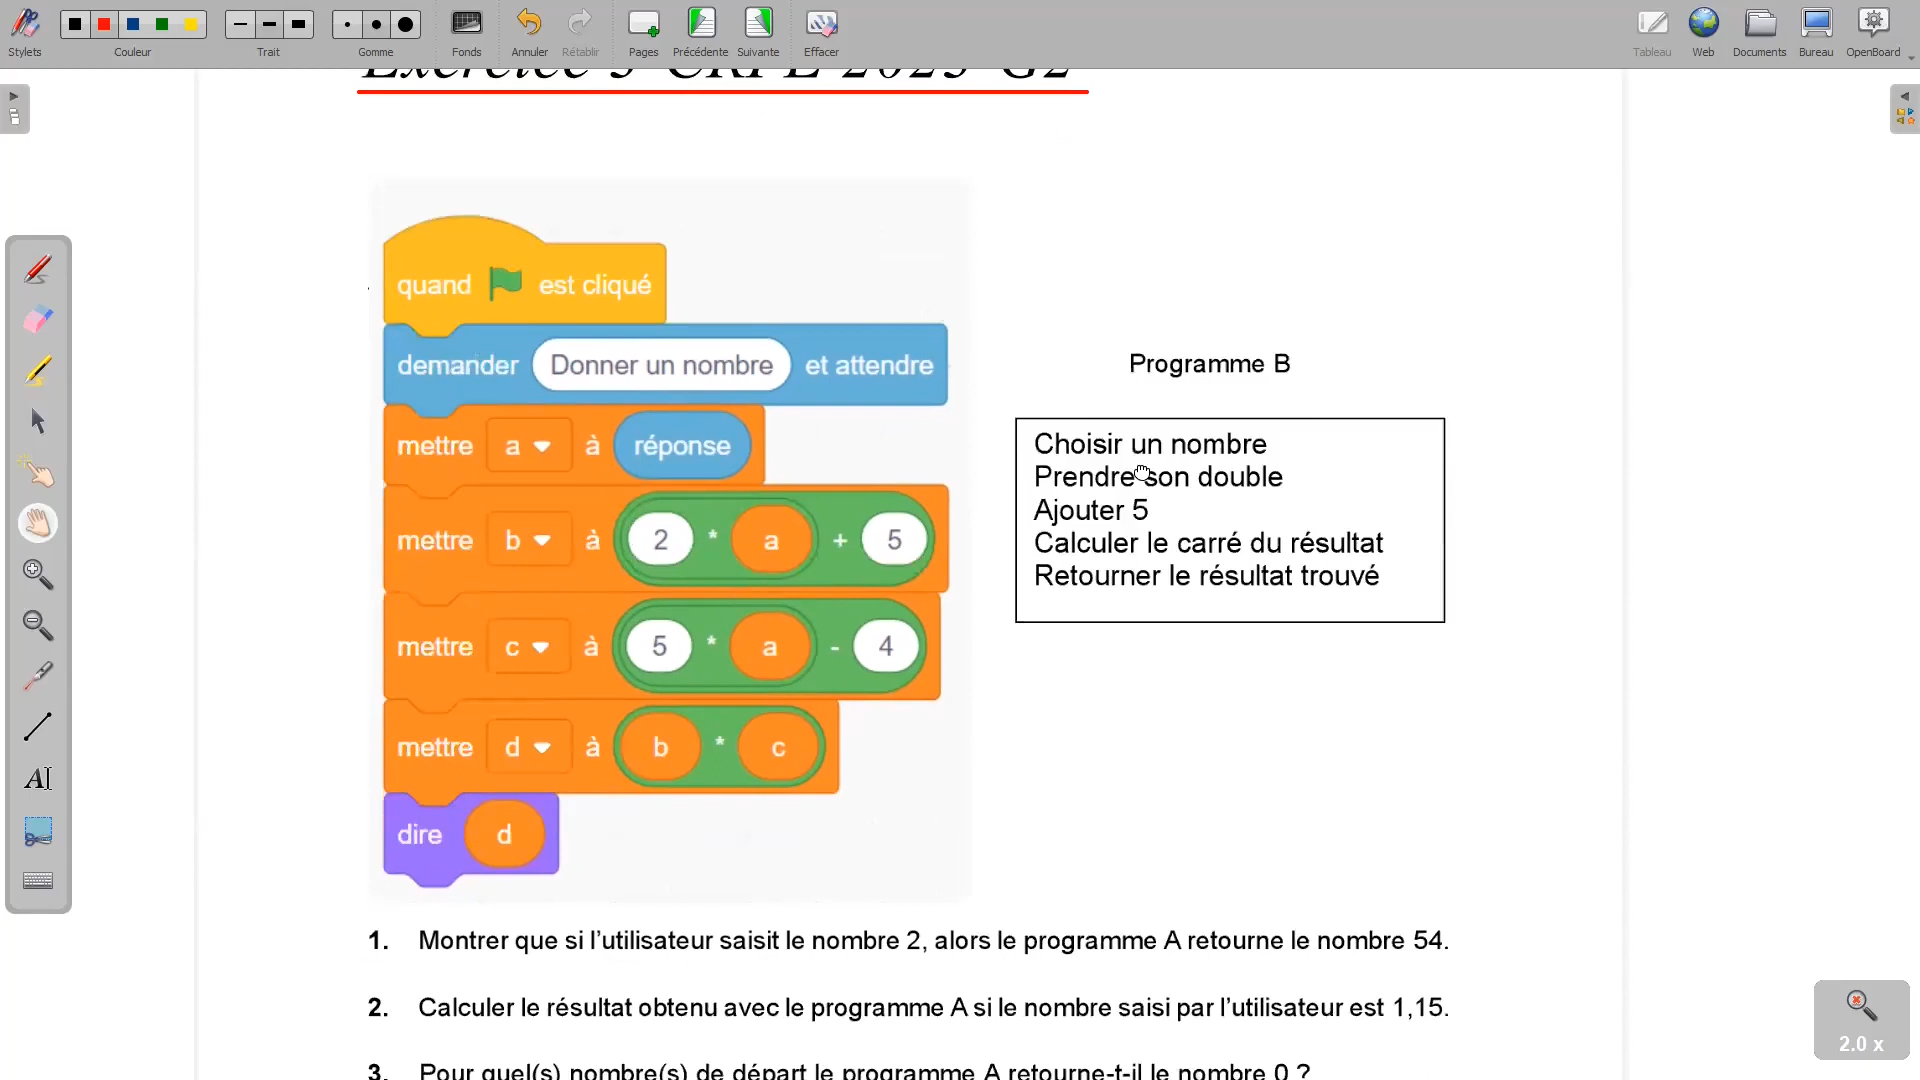 Stylets
Couleur
Trait
Gomme
Fonds
Annuler
Rétablir
Pages
Précédente
Suivante
Effacer
Tableau
Web
Documents
Bureau
OpenBoard
Exercice 3 CRPE 2023 G2
quand est cliqué
demander Donner un nombre et attendre
mettre a à réponse
mettre b à 2 * a + 5
mettre c à 5 * a - 4
mettre d à b * c
dire d
Programme B
Choisir un nombre
Prendre son double
Ajouter 5
Calculer le carré du résultat
Retourner le résultat trouvé
1. Montrer que si l’utilisateur saisit le nombre 2, alors le programme A retourne le nombre 54.
2. Calculer le résultat obtenu avec le programme A si le nombre saisi par l’utilisateur est 1,15.
3. Pour quel(s) nombre(s) de départ le programme A retourne-t-il le nombre 0 ?
2.0 x